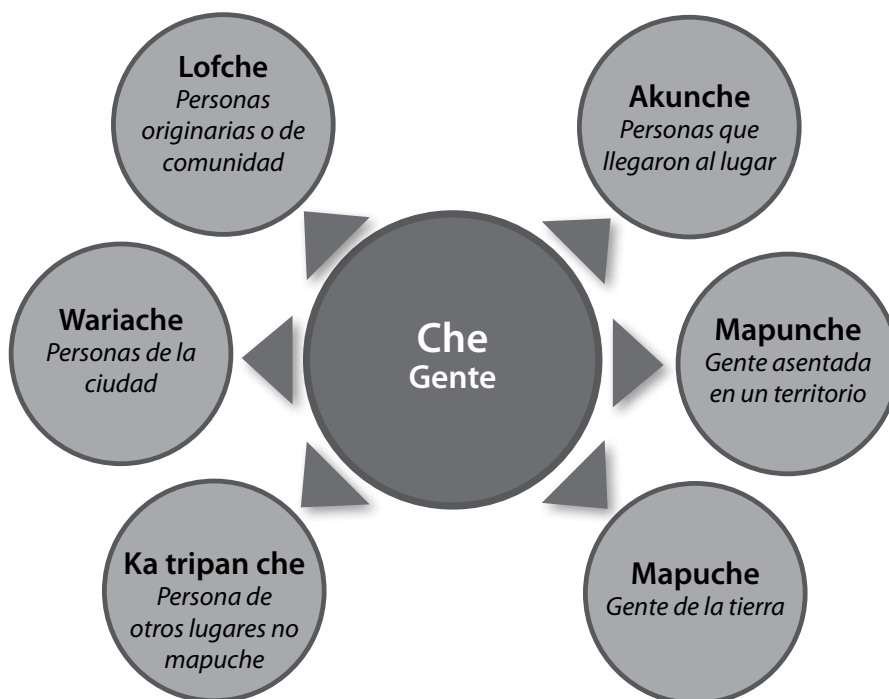 Lofche
Personas
originarias o de
comunidad
Akunche
Personas que
llegaron al lugar
Wariache
Personas de la
ciudad
Che
Gente
Mapunche
Gente asentada
en un territorio
Ka tripan che
Persona de
otros lugares no
mapuche
Mapuche
Gente de la tierra